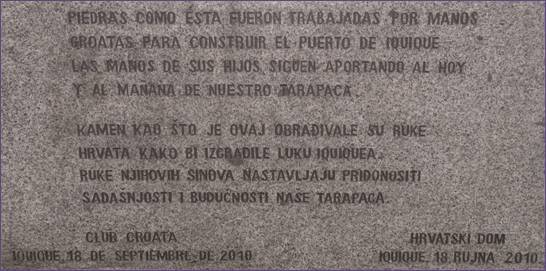 PIEDRAS COMO ESTA FUERON TRABAJADAS POR MANOS
CROATAS PARA CONSTRUIR EL PUERTO DE IQUIQUE
LAS MANOS DE SUS HIJOS SIGUEN APORTANDO AL HOY
Y AL MAÑANA DE NUESTRO TARAPACA.
KAMEN KAO ŠTO JE OVAJ OBRAĐIVALE SU RUKE
HRVATA KAKO BI IZGRADILE LUKU IQUIQUEA.
RUKE NJIHOVIH SINOVA NASTAVLJAJU PRIDONOSITI
SADAŠNJOSTI I BUDUĆNOSTI NAŠE TARAPACA.
CLUB CROATA
IQUIQUE, 18 DE SEPTIEMBRE DE 2010
HRVATSKI DOM
IQUIQUE, 18 RUJNA 2010